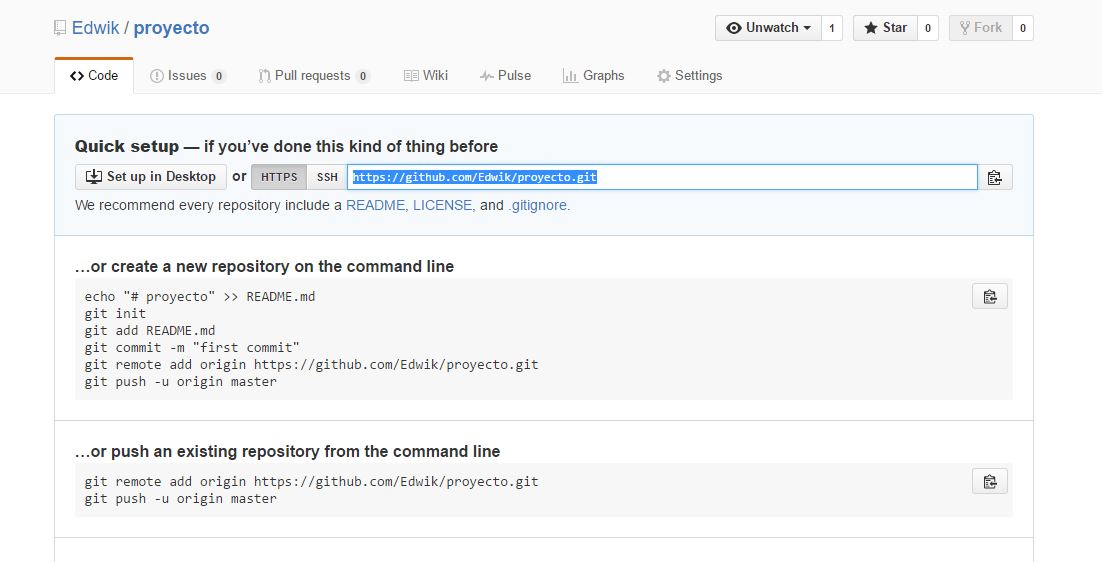 Edwik / proyecto
Unwatch 1 Star 0 Fork 0
Code Issues 0 Pull requests 0 Wiki Pulse Graphs Settings
Quick setup — if you’ve done this kind of thing before
Set up in Desktop or HTTPS SSH https://github.com/Edwik/proyecto.git
We recommend every repository include a README, LICENSE, and .gitignore.
…or create a new repository on the command line
echo "# proyecto" >> README.md
git init
git add README.md
git commit -m "first commit"
git remote add origin https://github.com/Edwik/proyecto.git
git push -u origin master
…or push an existing repository from the command line
git remote add origin https://github.com/Edwik/proyecto.git
git push -u origin master